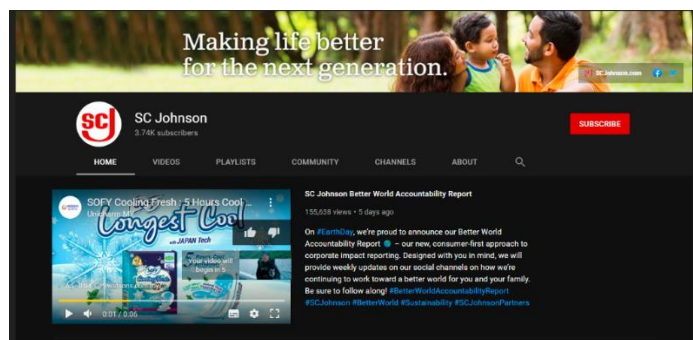 Making life better
for the next generation.
SCJohnson.com
SCJ
SC Johnson
3.74K subscribers
SUBSCRIBE
HOME VIDEOS PLAYLISTS COMMUNITY CHANNELS ABOUT
SOFY Cooling Fresh : 5 Hours Cool ...
Unicharm MY
Longest Cool
with JAPAN Tech
Your video will
begin in 5
0:01 / 0:06
SC Johnson Better World Accountability Report
155,638 views • 5 days ago
On #EarthDay, we're proud to announce our Better World
Accountability Report 🌎 – our new, consumer-first approach to
corporate impact reporting. Designed with you in mind, we will
provide weekly updates on our social channels on how we're
continuing to work toward a better world for you and your family.
Be sure to follow along! #BetterWorldAccountabilityReport
#SCJohnson #BetterWorld #Sustainability #SCJohnsonPartners